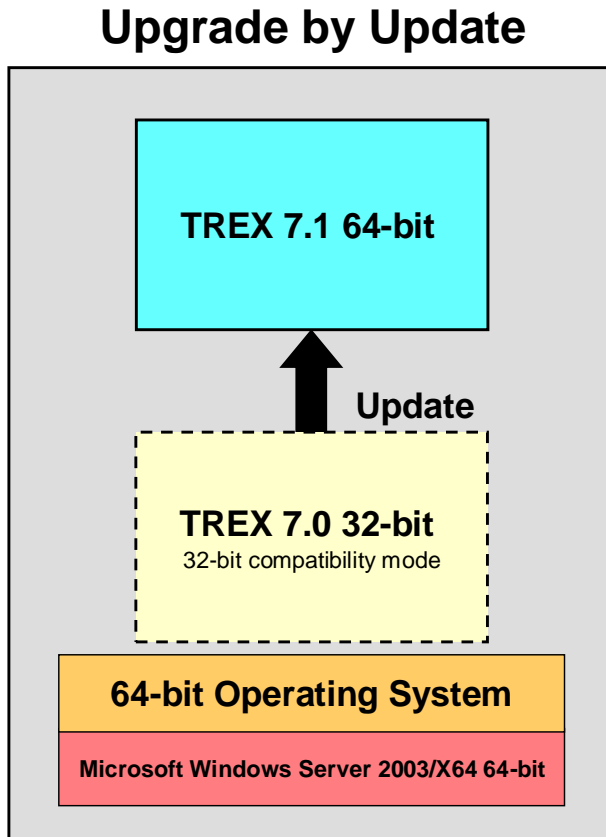 Upgrade by Update
TREX 7.1 64-bit
Update
TREX 7.0 32-bit
32-bit compatibility mode
64-bit Operating System
Microsoft Windows Server 2003/X64 64-bit